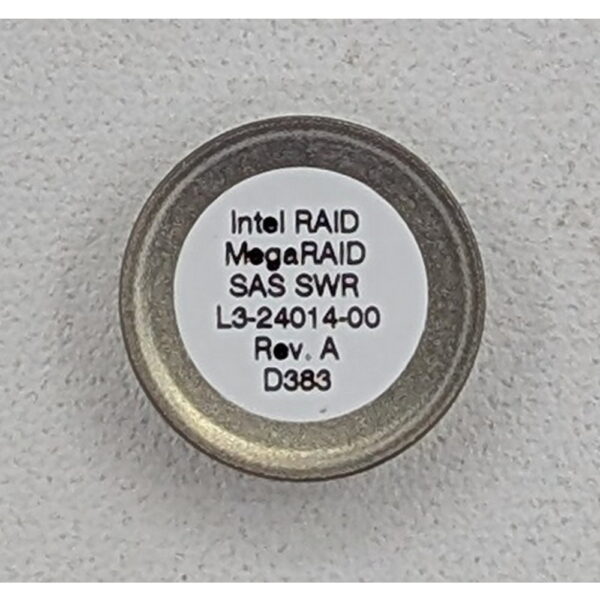 Intel RAID
MegaRAID
SAS SWR
L3-24014-00
Rev. A
D383